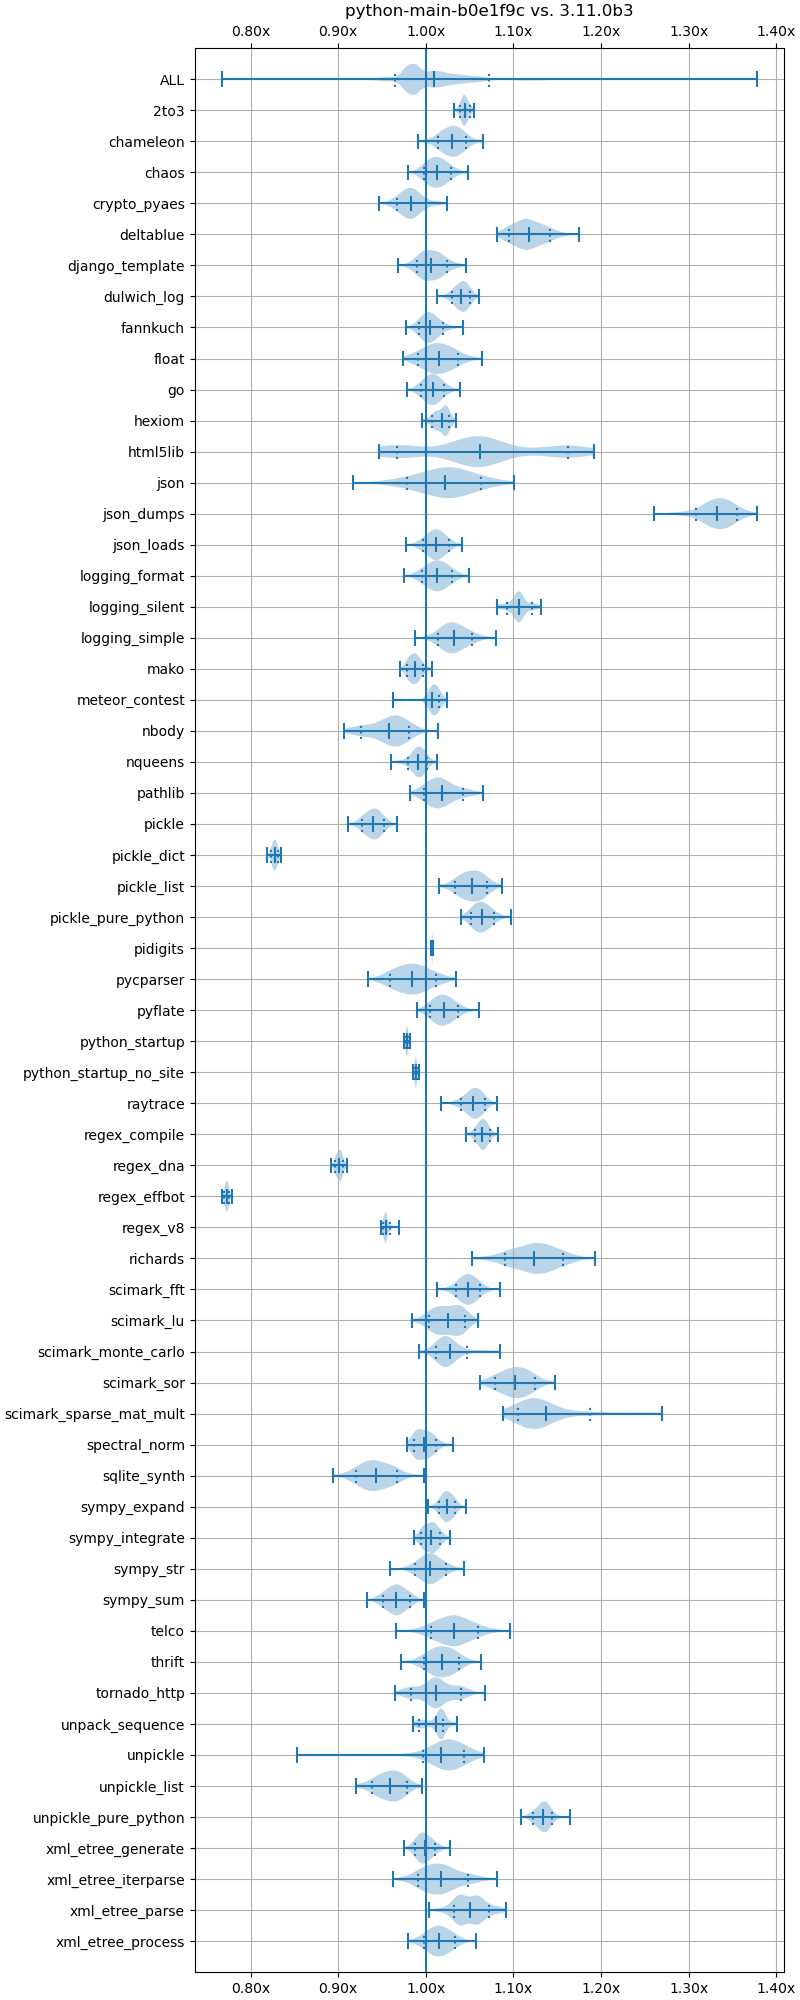 python-main-b0e1f9c vs. 3.11.0b3
0.80x 0.90x 1.00x 1.10x 1.20x 1.30x 1.40x
ALL
2to3
chameleon
chaos
crypto_pyaes
deltablue
django_template
dulwich_log
fannkuch
float
go
hexiom
html5lib
json
json_dumps
json_loads
logging_format
logging_silent
logging_simple
mako
meteor_contest
nbody
nqueens
pathlib
pickle
pickle_dict
pickle_list
pickle_pure_python
pidigits
pycparser
pyflate
python_startup
python_startup_no_site
raytrace
regex_compile
regex_dna
regex_effbot
regex_v8
richards
scimark_fft
scimark_lu
scimark_monte_carlo
scimark_sor
scimark_sparse_mat_mult
spectral_norm
sqlite_synth
sympy_expand
sympy_integrate
sympy_str
sympy_sum
telco
thrift
tornado_http
unpack_sequence
unpickle
unpickle_list
unpickle_pure_python
xml_etree_generate
xml_etree_iterparse
xml_etree_parse
xml_etree_process
0.80x 0.90x 1.00x 1.10x 1.20x 1.30x 1.40x